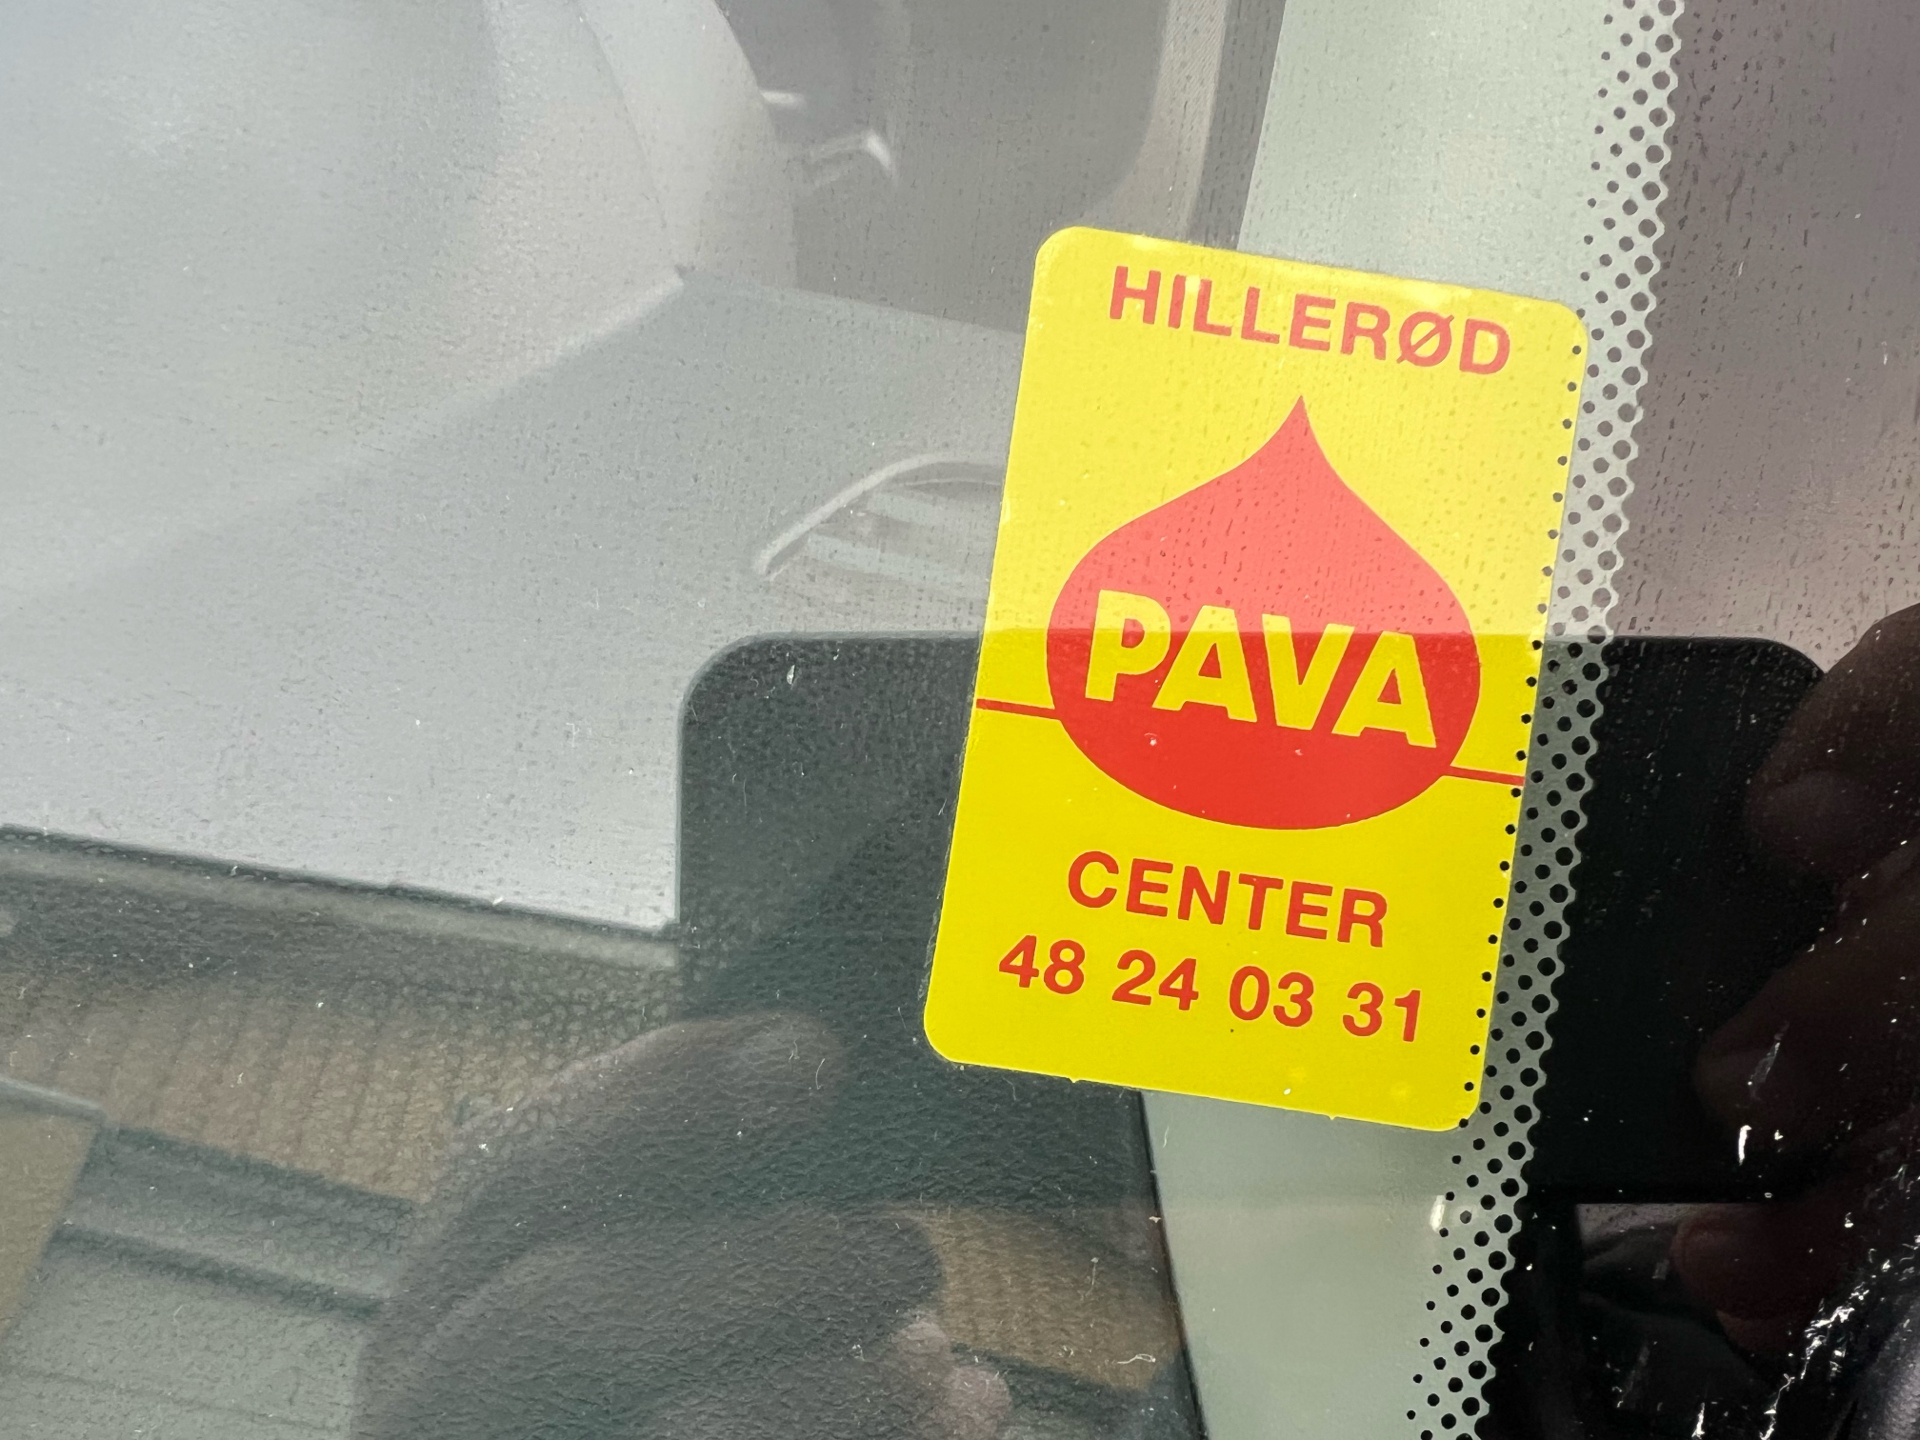 HILLERØD
PAVA
CENTER
48 24 03 31